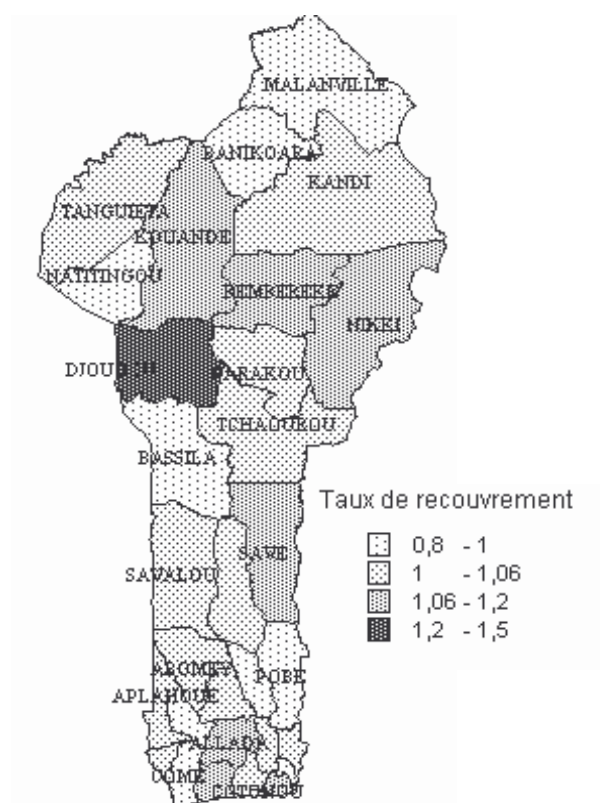 MALANVILLE
BANIKOARA
KANDI
TANGUIETA
KOUANDE
NATITINGOU
BEMBEREKE
NIKKI
DJOUGOU
PARAKOU
TCHAOUROU
BASSILA
Taux de recouvrement
0,8 - 1
1 - 1,06
1,06 - 1,2
1,2 - 1,5
SAVE
SAVALOU
ABOMEY
POBE
APLAHOUE
ALLADA
COME
COTONOU